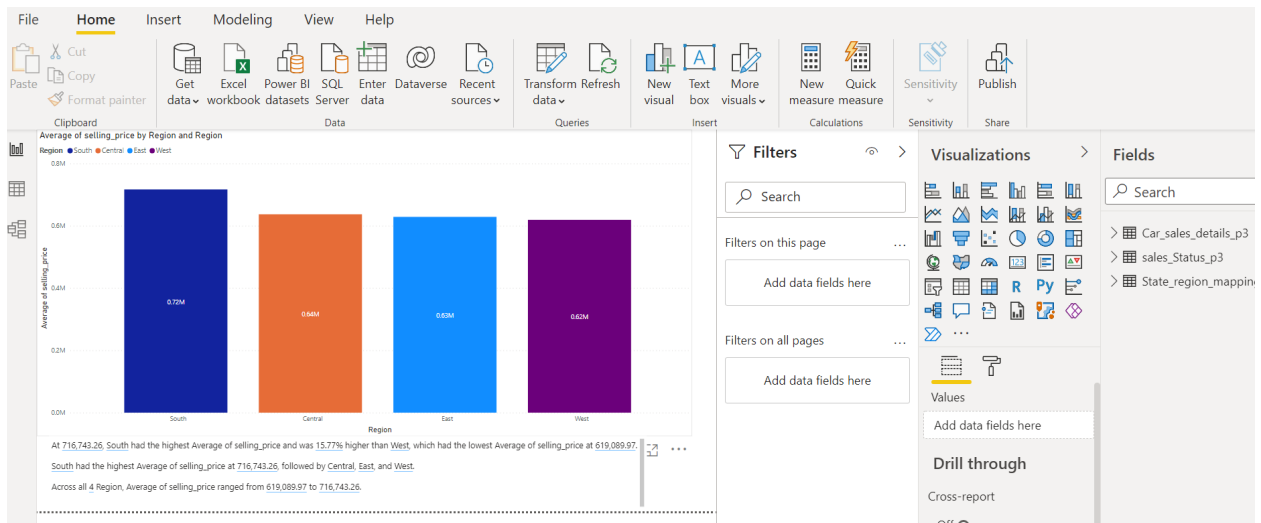 File Home Insert Modeling View Help
Paste
Cut
Copy
Format painter
Get data
Excel workbook
Power BI datasets
SQL Server
Enter data
Dataverse
Recent sources
Transform data
Refresh
New visual
A
Text box
More visuals
New measure
Quick measure
Sensitivity
Publish
Clipboard
Data
Queries
Insert
Calculations
Sensitivity
Share
Average of selling_price by Region and Region
Region South Central East West
0.8M
0.6M
0.4M
0.2M
0.0M
Average of selling_price
0.72M
0.64M
0.63M
0.62M
South Central East West
Region
At 716,743.26, South had the highest Average of selling_price and was 15.77% higher than West, which had the lowest Average of selling_price at 619,089.97.
South had the highest Average of selling_price at 716,743.26, followed by Central, East, and West.
Across all 4 Region, Average of selling_price ranged from 619,089.97 to 716,743.26.
Filters
Search
Filters on this page
Add data fields here
Filters on all pages
Add data fields here
Visualizations
123
R Py
Values
Add data fields here
Drill through
Cross-report
Off
Fields
Search
Car_sales_details_p3
sales_Status_p3
State_region_mapping